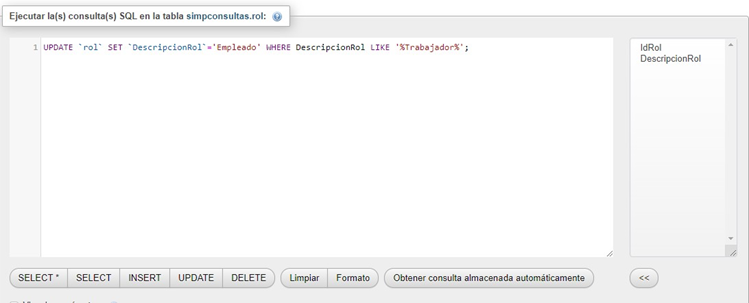 Ejecutar la(s) consulta(s) SQL en la tabla simpconsultas.rol:
1 UPDATE `rol` SET `DescripcionRol`='Empleado' WHERE DescripcionRol LIKE '%Trabajador%';
IdRol
DescripcionRol
SELECT * SELECT INSERT UPDATE DELETE Limpiar Formato Obtener consulta almacenada automáticamente <<